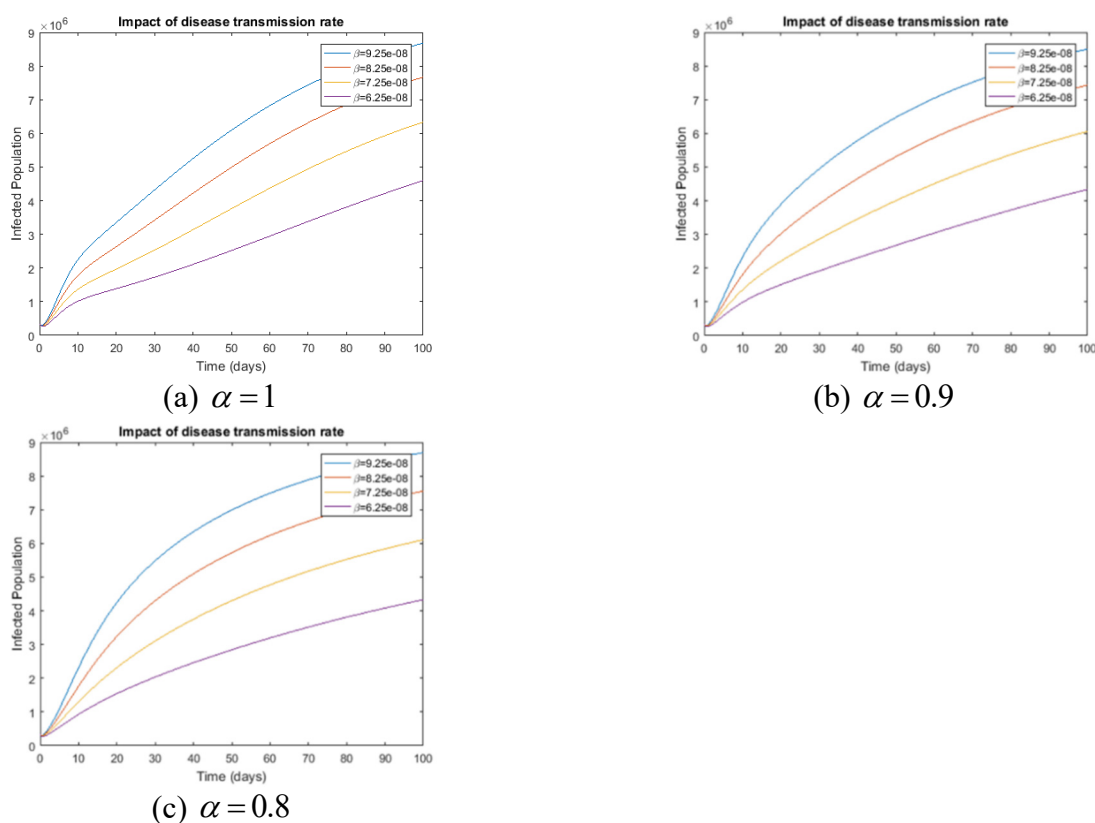 Impact of disease transmission rate
×10⁶
β=9.25e-08
β=8.25e-08
β=7.25e-08
β=6.25e-08
Infected Population
9
8
7
6
5
4
3
2
1
0
0 10 20 30 40 50 60 70 80 90 100
Time (days)
(a) α = 1
Impact of disease transmission rate
×10⁶
β=9.25e-08
β=8.25e-08
β=7.25e-08
β=6.25e-08
Infected Population
9
8
7
6
5
4
3
2
1
0
0 10 20 30 40 50 60 70 80 90 100
Time (days)
(b) α = 0.9
Impact of disease transmission rate
×10⁶
β=9.25e-08
β=8.25e-08
β=7.25e-08
β=6.25e-08
Infected Population
9
8
7
6
5
4
3
2
1
0
0 10 20 30 40 50 60 70 80 90 100
Time (days)
(c) α = 0.8